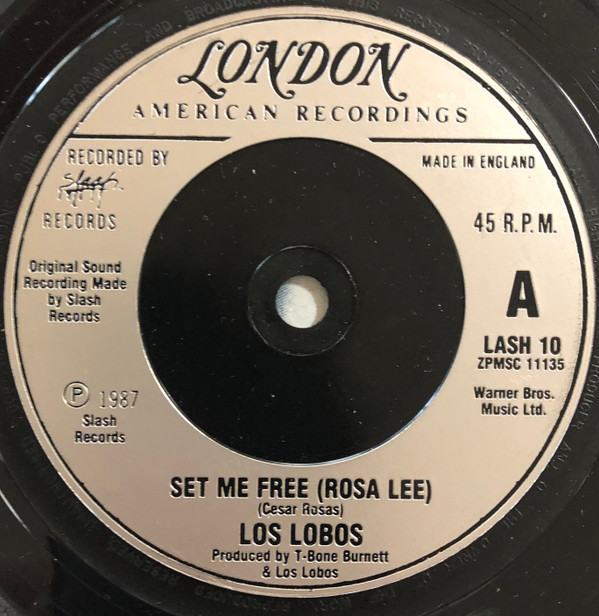 LONDON
AMERICAN RECORDINGS
RECORDED BY
Slash
RECORDS
MADE IN ENGLAND
45 R.P.M.
Original Sound
Recording Made
by Slash
Records
A
LASH 10
ZPMSC 11135
Ⓟ 1987
Slash
Records
Warner Bros.
Music Ltd.
SET ME FREE (ROSA LEE)
(Cesar Rosas)
LOS LOBOS
Produced by T-Bone Burnett
& Los Lobos